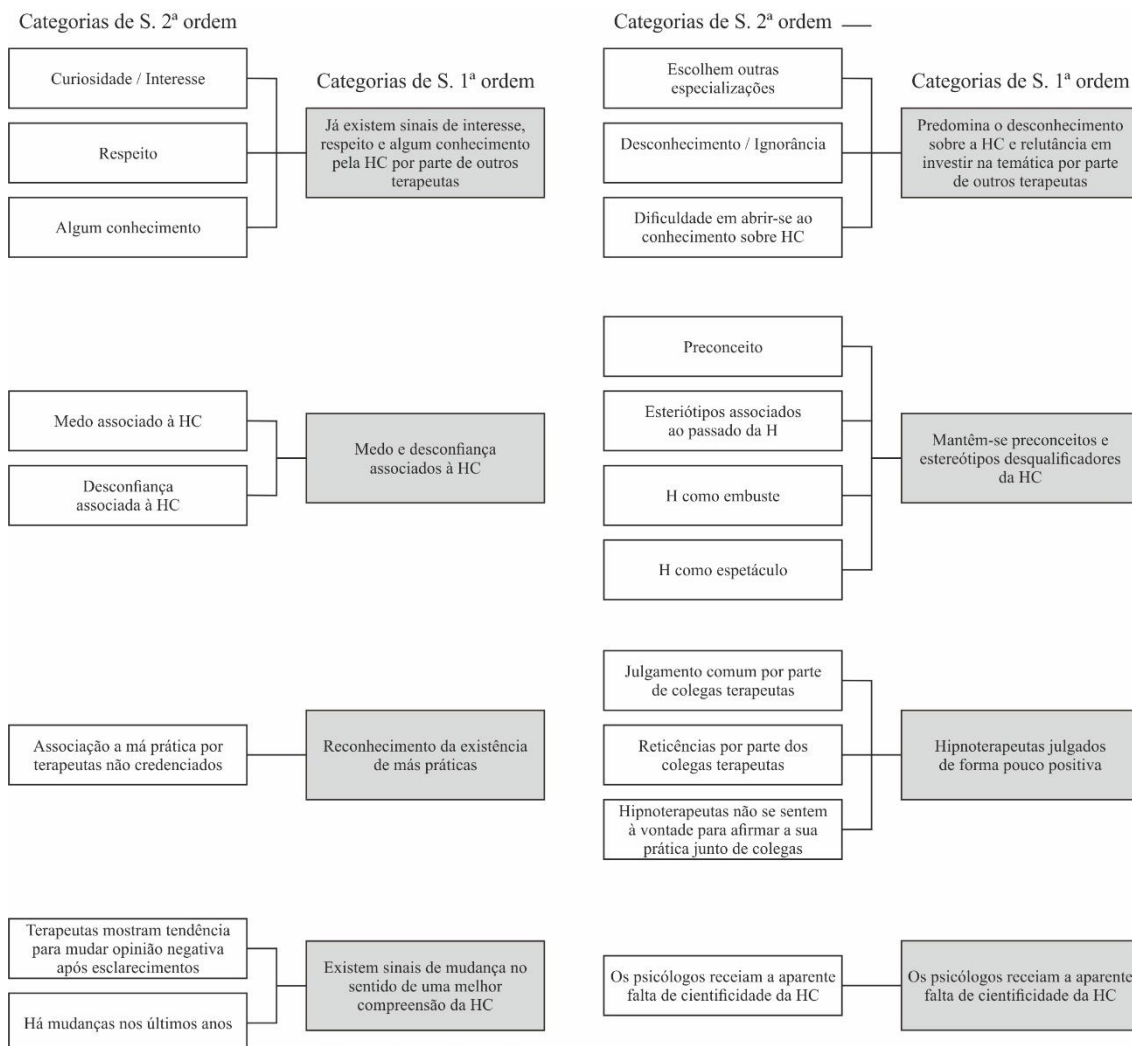 Categorias de S. 2ª ordem
Curiosidade / Interesse
Respeito
Algum conhecimento
Categorias de S. 1ª ordem
Já existem sinais de interesse,
respeito e algum conhecimento
pela HC por parte de outros
terapeutas
Categorias de S. 2ª ordem
Escolhem outras
especializações
Desconhecimento / Ignorância
Dificuldade em abrir-se ao
conhecimento sobre HC
Categorias de S. 1ª ordem
Predomina o desconhecimento
sobre a HC e relutância em
investir na temática por parte
de outros terapeutas
Medo associado à HC
Desconfiança
associada à HC
Medo e desconfiança
associados à HC
Preconceito
Esteriótipos associados
ao passado da H
H como embuste
H como espetáculo
Mantêm-se preconceitos e
estereótipos desqualificadores
da HC
Associação a má prática por
terapeutas não credenciados
Reconhecimento da existência
de más práticas
Julgamento comum por parte
de colegas terapeutas
Reticências por parte dos
colegas terapeutas
Hipnoterapeutas não se sentem
à vontade para afirmar a sua
prática junto de colegas
Hipnoterapeutas julgados
de forma pouco positiva
Terapeutas mostram tendência
para mudar opinião negativa
após esclarecimentos
Há mudanças nos últimos anos
Existem sinais de mudança no
sentido de uma melhor
compreensão da HC
Os psicólogos receiam a aparente
falta de cientificidade da HC
Os psicólogos receiam a aparente
falta de cientificidade da HC